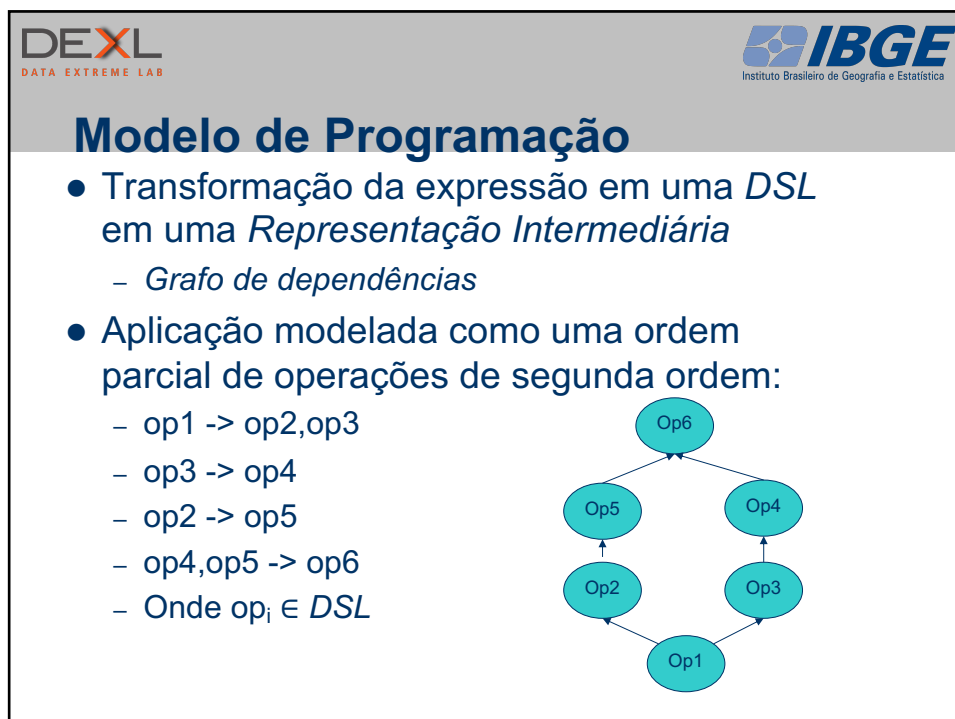 DEXL
DATA EXTREME LAB
IBGE
Instituto Brasileiro de Geografia e Estatística
Modelo de Programação
● Transformação da expressão em uma DSL
em uma Representação Intermediária
– Grafo de dependências
● Aplicação modelada como uma ordem
parcial de operações de segunda ordem:
– op1 -> op2,op3
– op3 -> op4
– op2 -> op5
– op4,op5 -> op6
– Onde opᵢ ∈ DSL
Op6
Op5
Op4
Op2
Op3
Op1